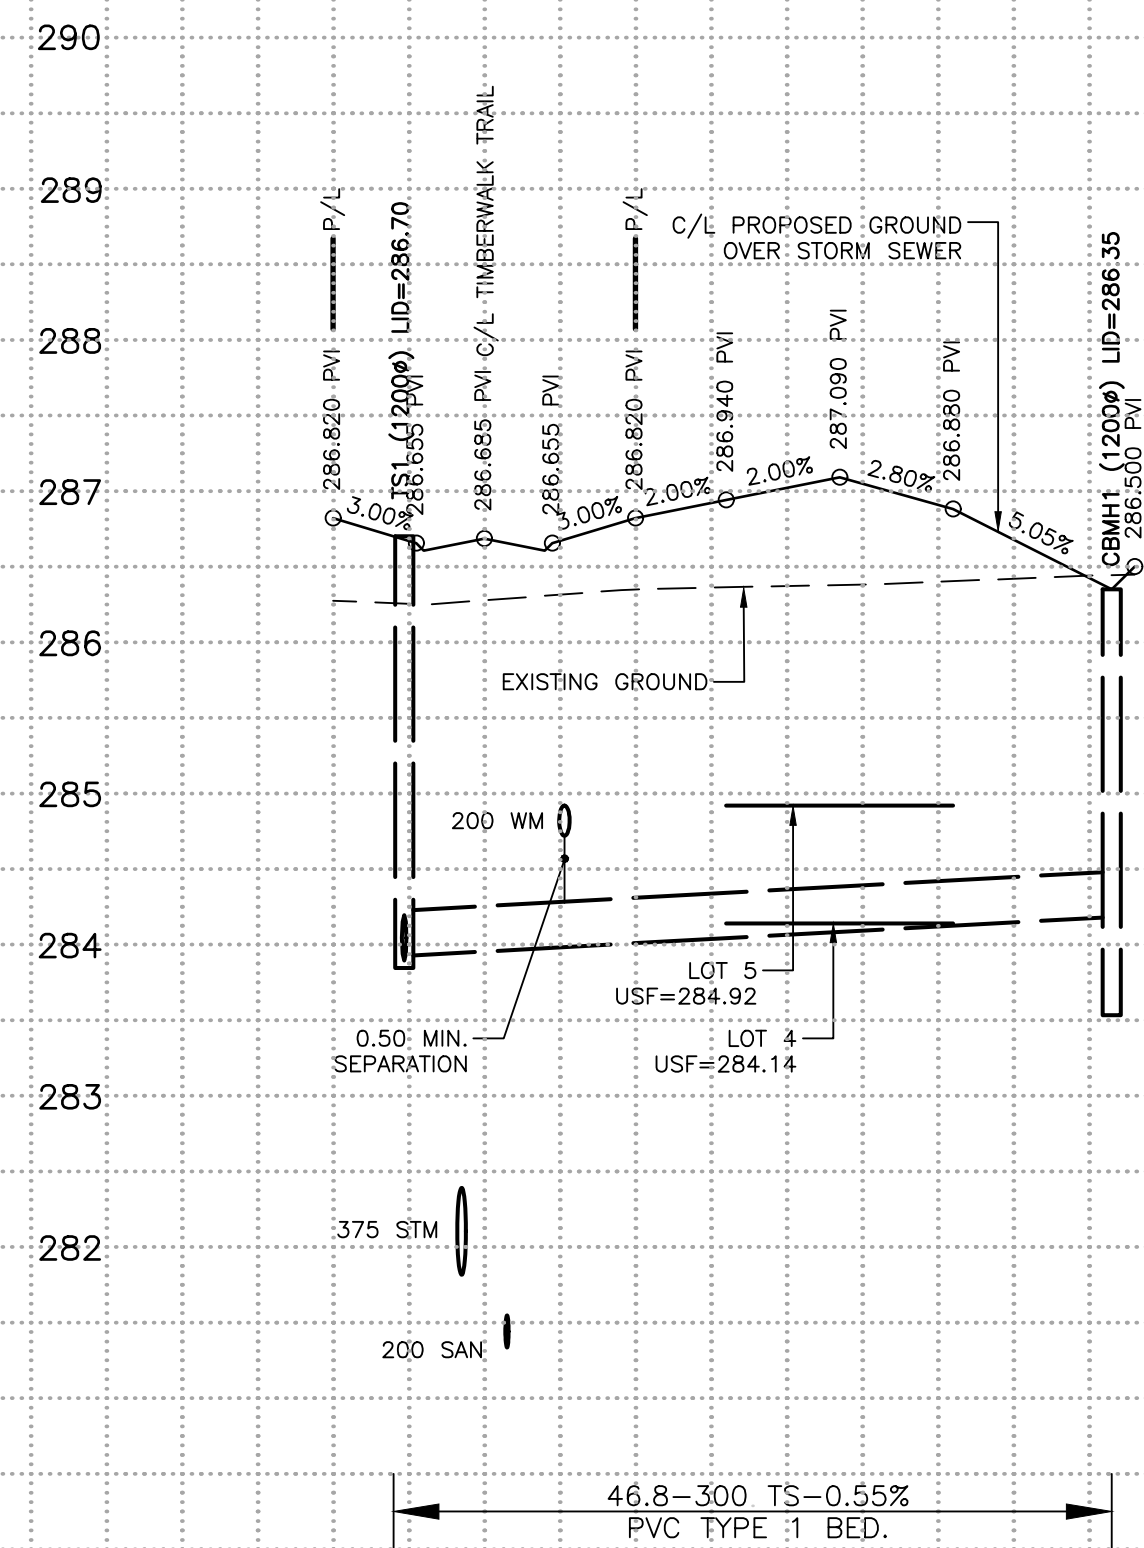 290
289
288
287
286
285
284
283
282
P/L
286.820 PVI
TS1 (1200ø) LID=286.70
286.655 PVI
286.685 PVI C/L TIMBERWALK TRAIL
286.655 PVI
P/L
286.820 PVI
286.940 PVI
287.090 PVI
286.880 PVI
CBMH1 (1200ø) LID=286.35
286.500 PVI
C/L PROPOSED GROUND
OVER STORM SEWER
3.00%
3.00%
2.00%
2.00%
2.80%
5.05%
EXISTING GROUND
200 WM
LOT 5
USF=284.92
0.50 MIN.
SEPARATION
LOT 4
USF=284.14
375 STM
200 SAN
46.8-300 TS-0.55%
PVC TYPE 1 BED.